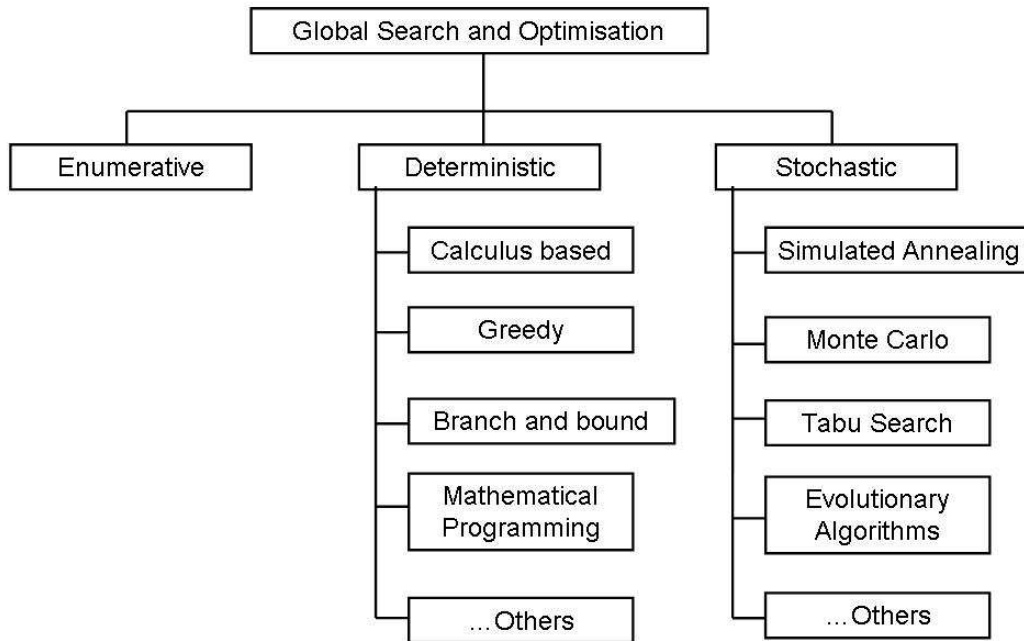 Global Search and Optimisation
Enumerative
Deterministic
Stochastic
Calculus based
Greedy
Branch and bound
Mathematical
Programming
...Others
Simulated Annealing
Monte Carlo
Tabu Search
Evolutionary
Algorithms
...Others